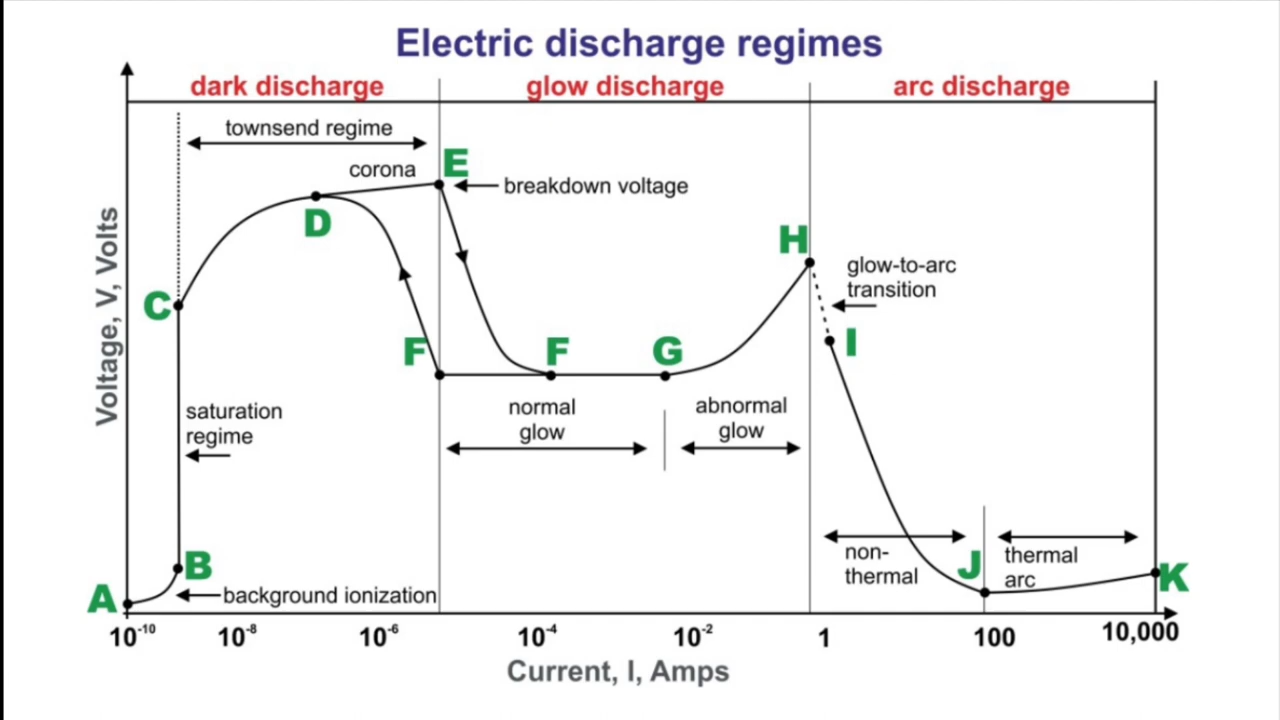 Electric discharge regimes
dark discharge
glow discharge
arc discharge
townsend regime
corona
E
breakdown voltage
D
H
glow-to-arc
transition
C
I
F
F
G
saturation
regime
normal
glow
abnormal
glow
non-
thermal
J
thermal
arc
K
B
background ionization
A
Voltage, V, Volts
10⁻¹⁰
10⁻⁸
10⁻⁶
10⁻⁴
10⁻²
1
100
10,000
Current, I, Amps